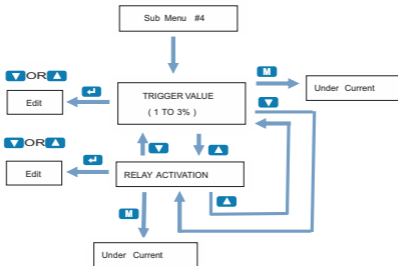 Sub Menu #4
M
OR
TRIGGER VALUE
( 1 TO 3% )
Under Current
Edit
OR
RELAY ACTIVATION
Edit
M
Under Current